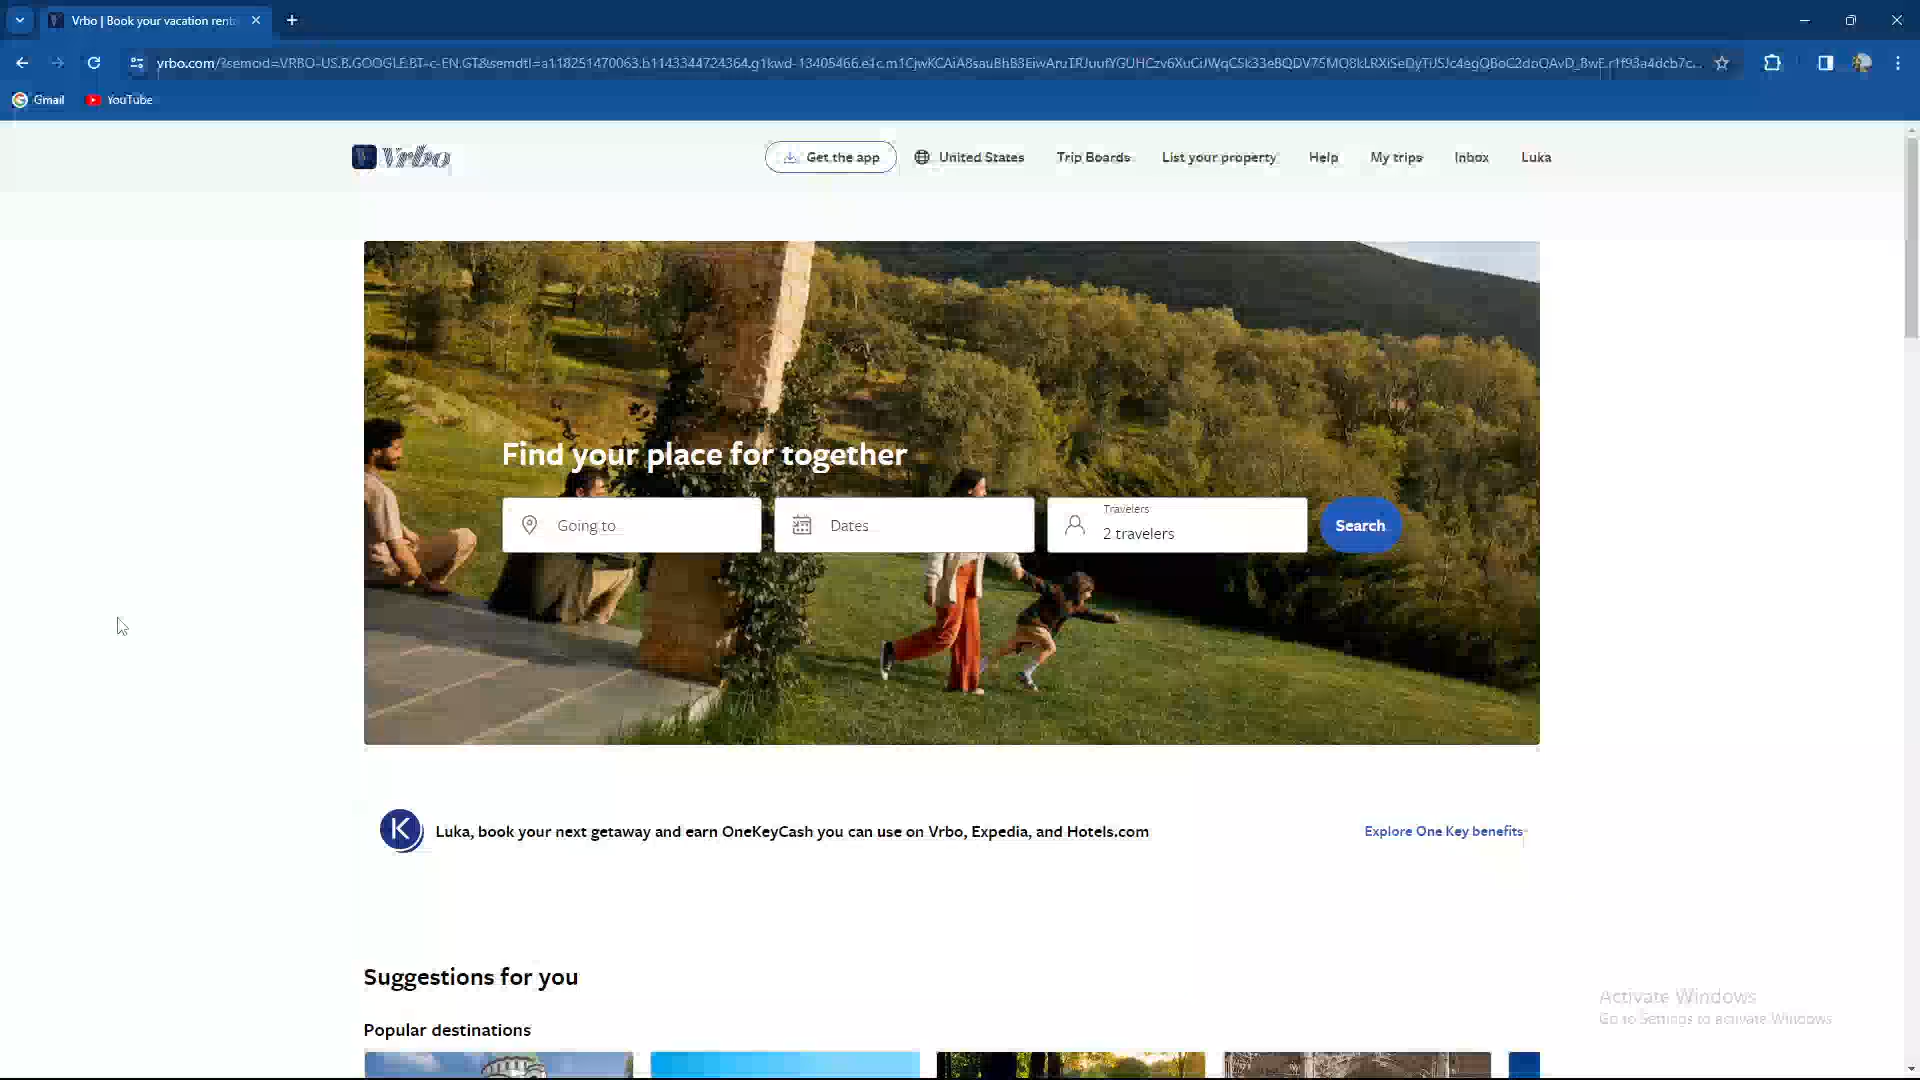 Vrbo | Book your vacation renta
Gmail
YouTube
Vrbo
Get the app
United States
Trip Boards
List your property
Help
My trips
Inbox
Luka
Find your place for together
Going to
Dates
Travelers
2 travelers
Search
K
Luka, book your next getaway and earn OneKeyCash you can use on Vrbo, Expedia, and Hotels.com
Explore One Key benefits
Suggestions for you
Popular destinations
Activate Windows
Go to Settings to activate Windows